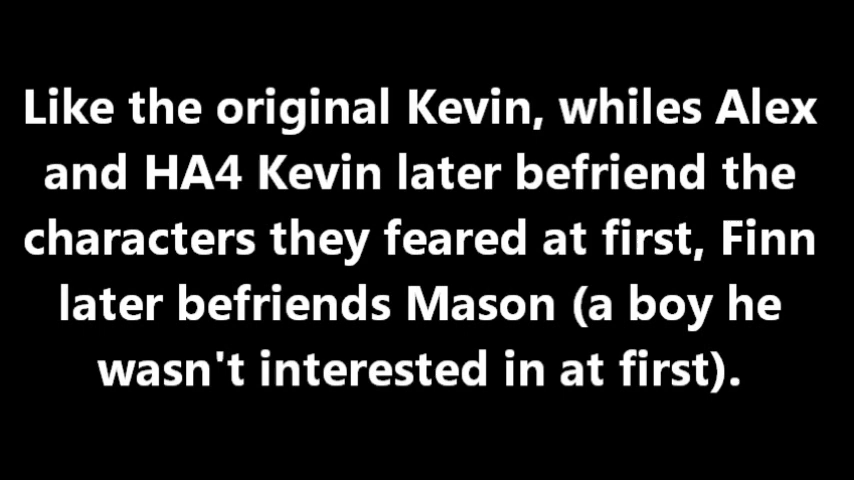 Like the original Kevin, whiles Alex
and HA4 Kevin later befriend the
characters they feared at first, Finn
later befriends Mason (a boy he
wasn't interested in at first).